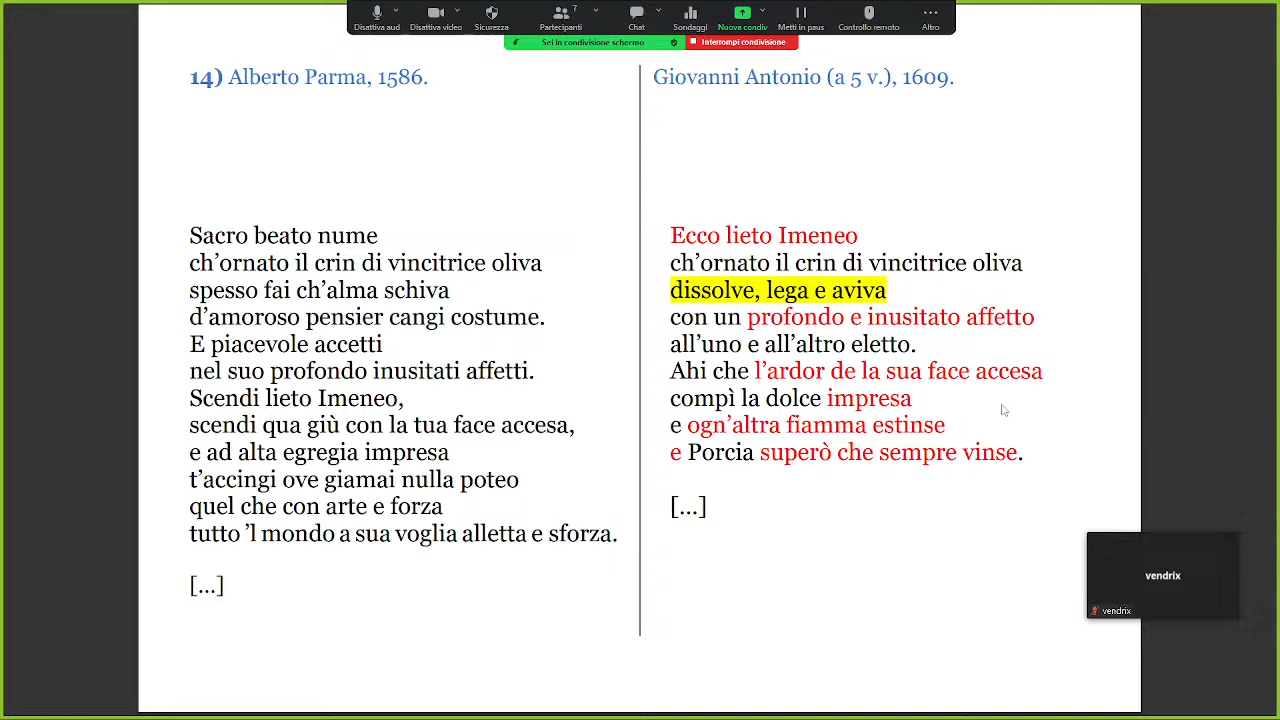 7
Disattiva aud
Disattiva video
Sicurezza
Partecipanti
Chat
Sondaggi
Nuova condiv
Metti in paus
Controllo remoto
Altro
Sei in condivisione schermo
Interrompi condivisione
14) Alberto Parma, 1586.
Sacro beato nume
ch’ornato il crin di vincitrice oliva
spesso fai ch’alma schiva
d’amoroso pensier cangi costume.
E piacevole accetti
nel suo profondo inusitati affetti.
Scendi lieto Imeneo,
scendi qua giù con la tua face accesa,
e ad alta egregia impresa
t’accingi ove giamai nulla poteo
quel che con arte e forza
tutto ’l mondo a sua voglia alletta e sforza.
[...]
Giovanni Antonio (a 5 v.), 1609.
Ecco lieto Imeneo
ch’ornato il crin di vincitrice oliva
dissolve, lega e aviva
con un profondo e inusitato affetto
all’uno e all’altro eletto.
Ahi che l’ardor de la sua face accesa
compì la dolce impresa
e ogn’altra fiamma estinse
e Porcia superò che sempre vinse.
[...]
vendrix
vendrix